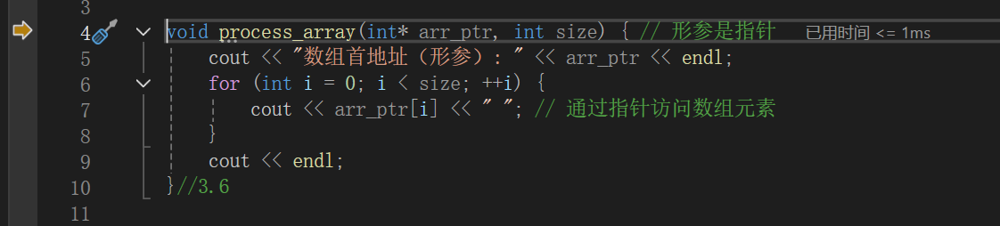 3
4 void process_array(int* arr_ptr, int size) { // 形参是指针 已用时间 <= 1ms
5 cout << "数组首地址（形参）: " << arr_ptr << endl;
6 for (int i = 0; i < size; ++i) {
7 cout << arr_ptr[i] << " "; // 通过指针访问数组元素
8 }
9 cout << endl;
10 }//3.6
11